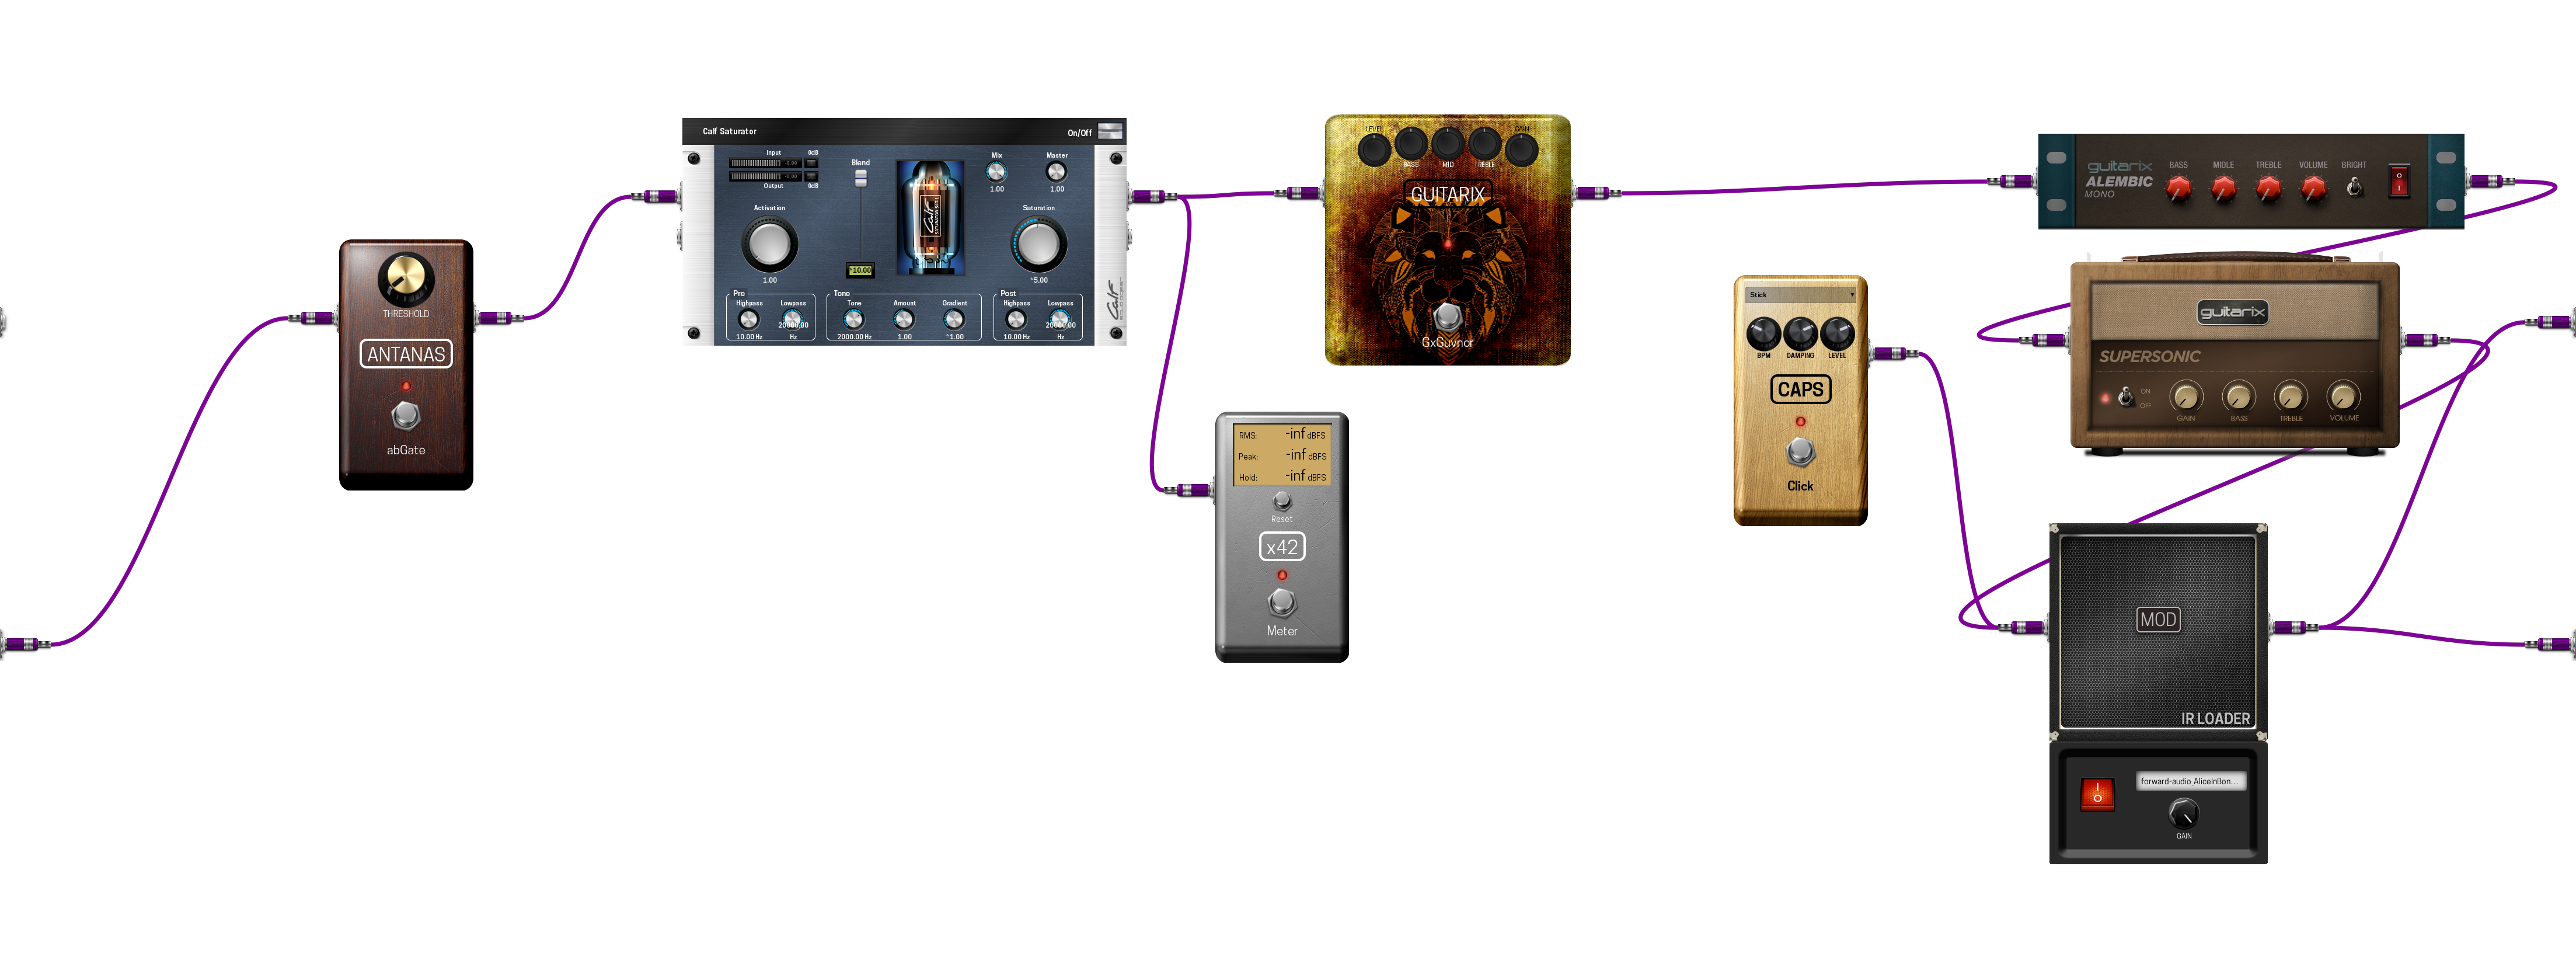 THRESHOLD
ANTANAS
abGate
Calf Saturator
On/Off
Input
0dB
Output
0dB
Blend
Mix
1.00
Master
1.00
Activation
1.00
Saturation
°5.00
°10.00
Pre
Highpass
10.00 Hz
Lowpass
20000.00
Hz
Tone
Tone
2000.00 Hz
Amount
1.00
Gradient
°1.00
Post
Highpass
10.00 Hz
Lowpass
20000.00
Hz
Calf
RMS: -inf dBFS
Peak: -inf dBFS
Hold: -inf dBFS
Reset
x42
Meter
LEVEL
BASS
MID
TREBLE
GAIN
GUITARIX
GxGuvnor
Stick
BPM DAMPING LEVEL
CAPS
Click
guitarix
ALEMBIC
MONO
BASS MIDLE TREBLE VOLUME BRIGHT
O
I
guitarix
SUPERSONIC
ON
OFF
GAIN BASS TREBLE VOLUME
MOD
IR LOADER
I
O
forward-audio_AliceInBon...
GAIN